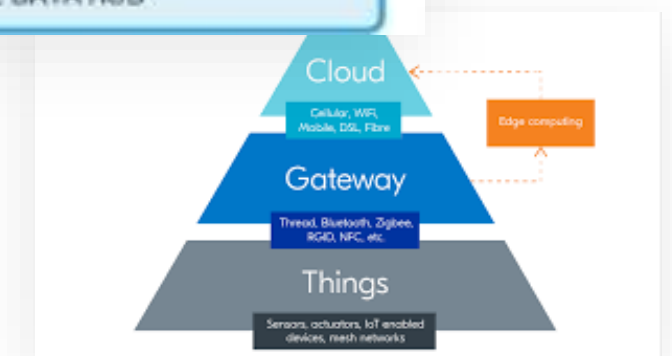 Cloud
Cellular, WiFi,
Mobile, DSL, Fibre
Edge computing
Gateway
Thread, Bluetooth, Zigbee,
RGID, NFC, etc.
Things
Sensors, actuators, IoT enabled
devices, mesh networks